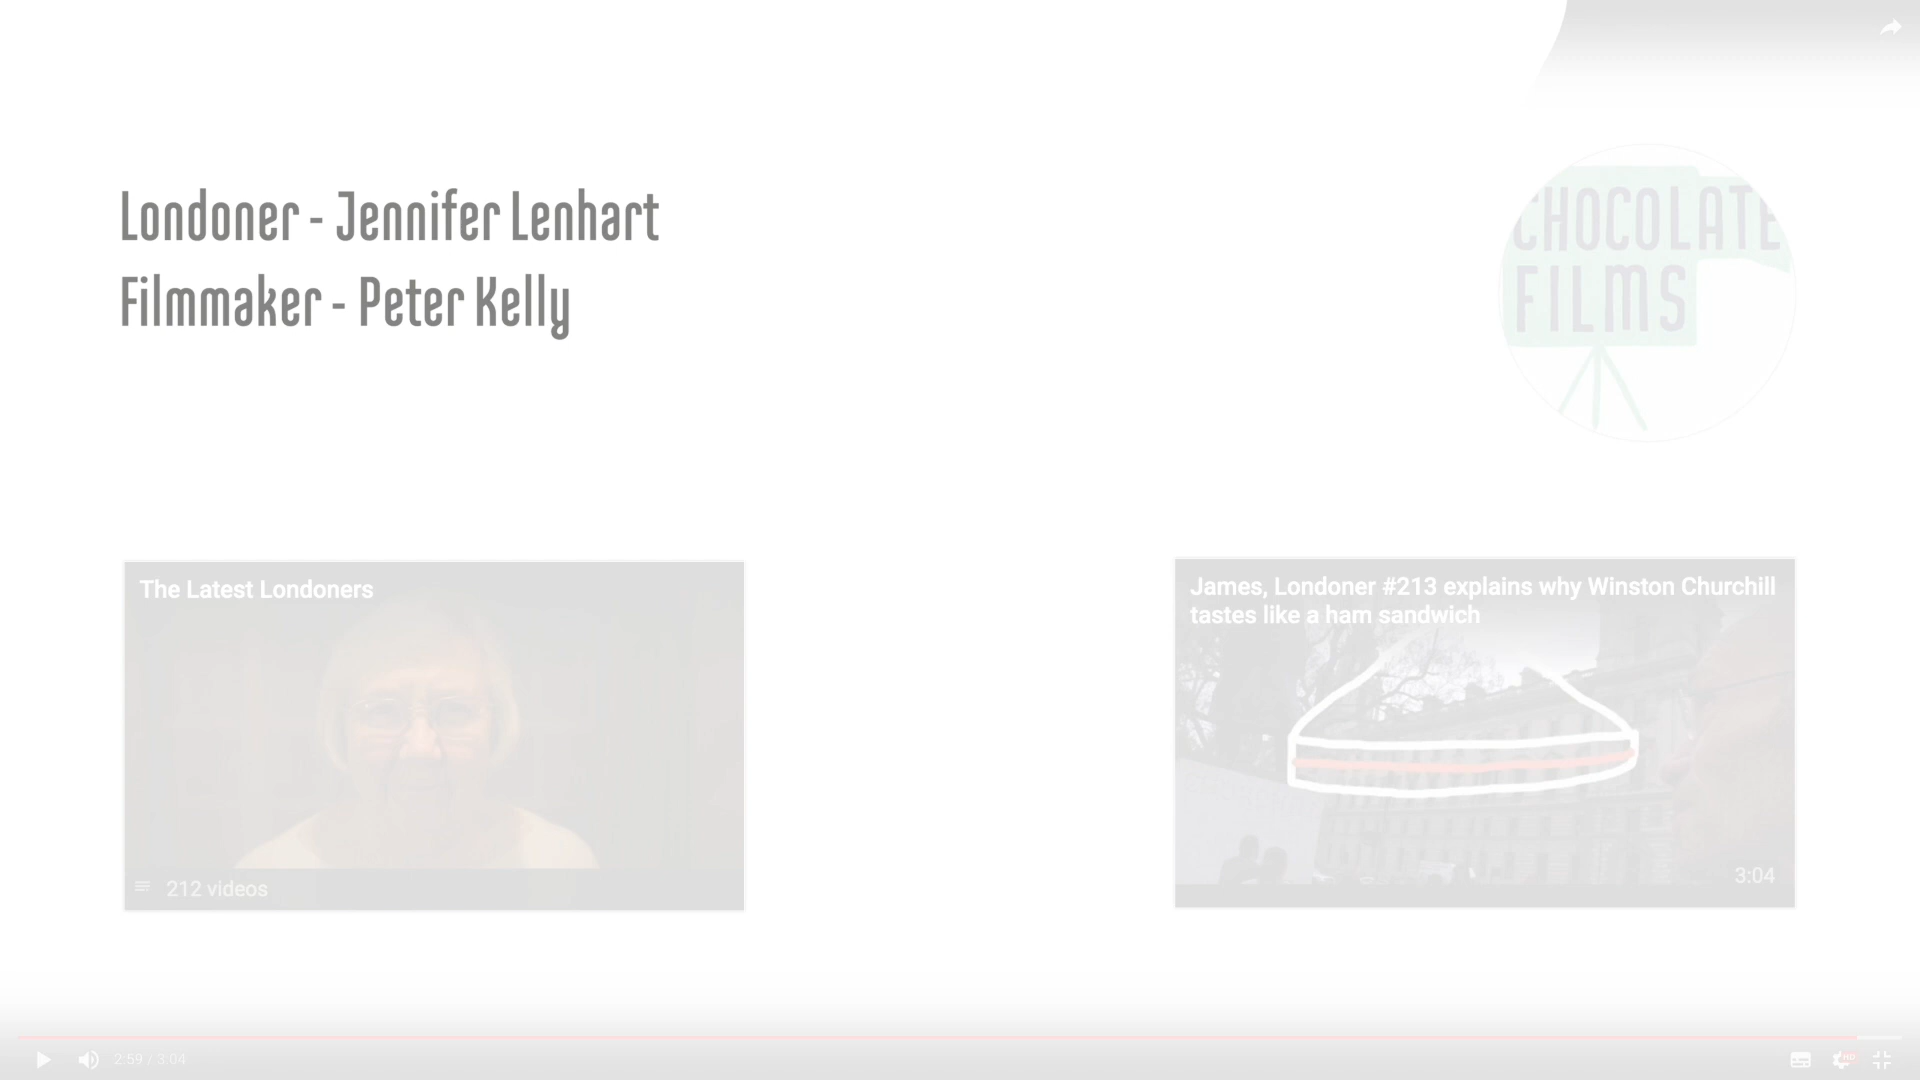 Londoner - Jennifer Lenhart
Filmmaker - Peter Kelly
CHOCOLATE
FILMS
The Latest Londoners
212 videos
James, Londoner #213 explains why Winston Churchill
tastes like a ham sandwich
3:04
2:59 / 3:04
HD